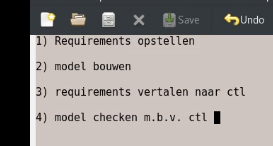 Save Undo
1) Requirements opstellen
2) model bouwen
3) requirements vertalen naar ctl
4) model checken m.b.v. ctl